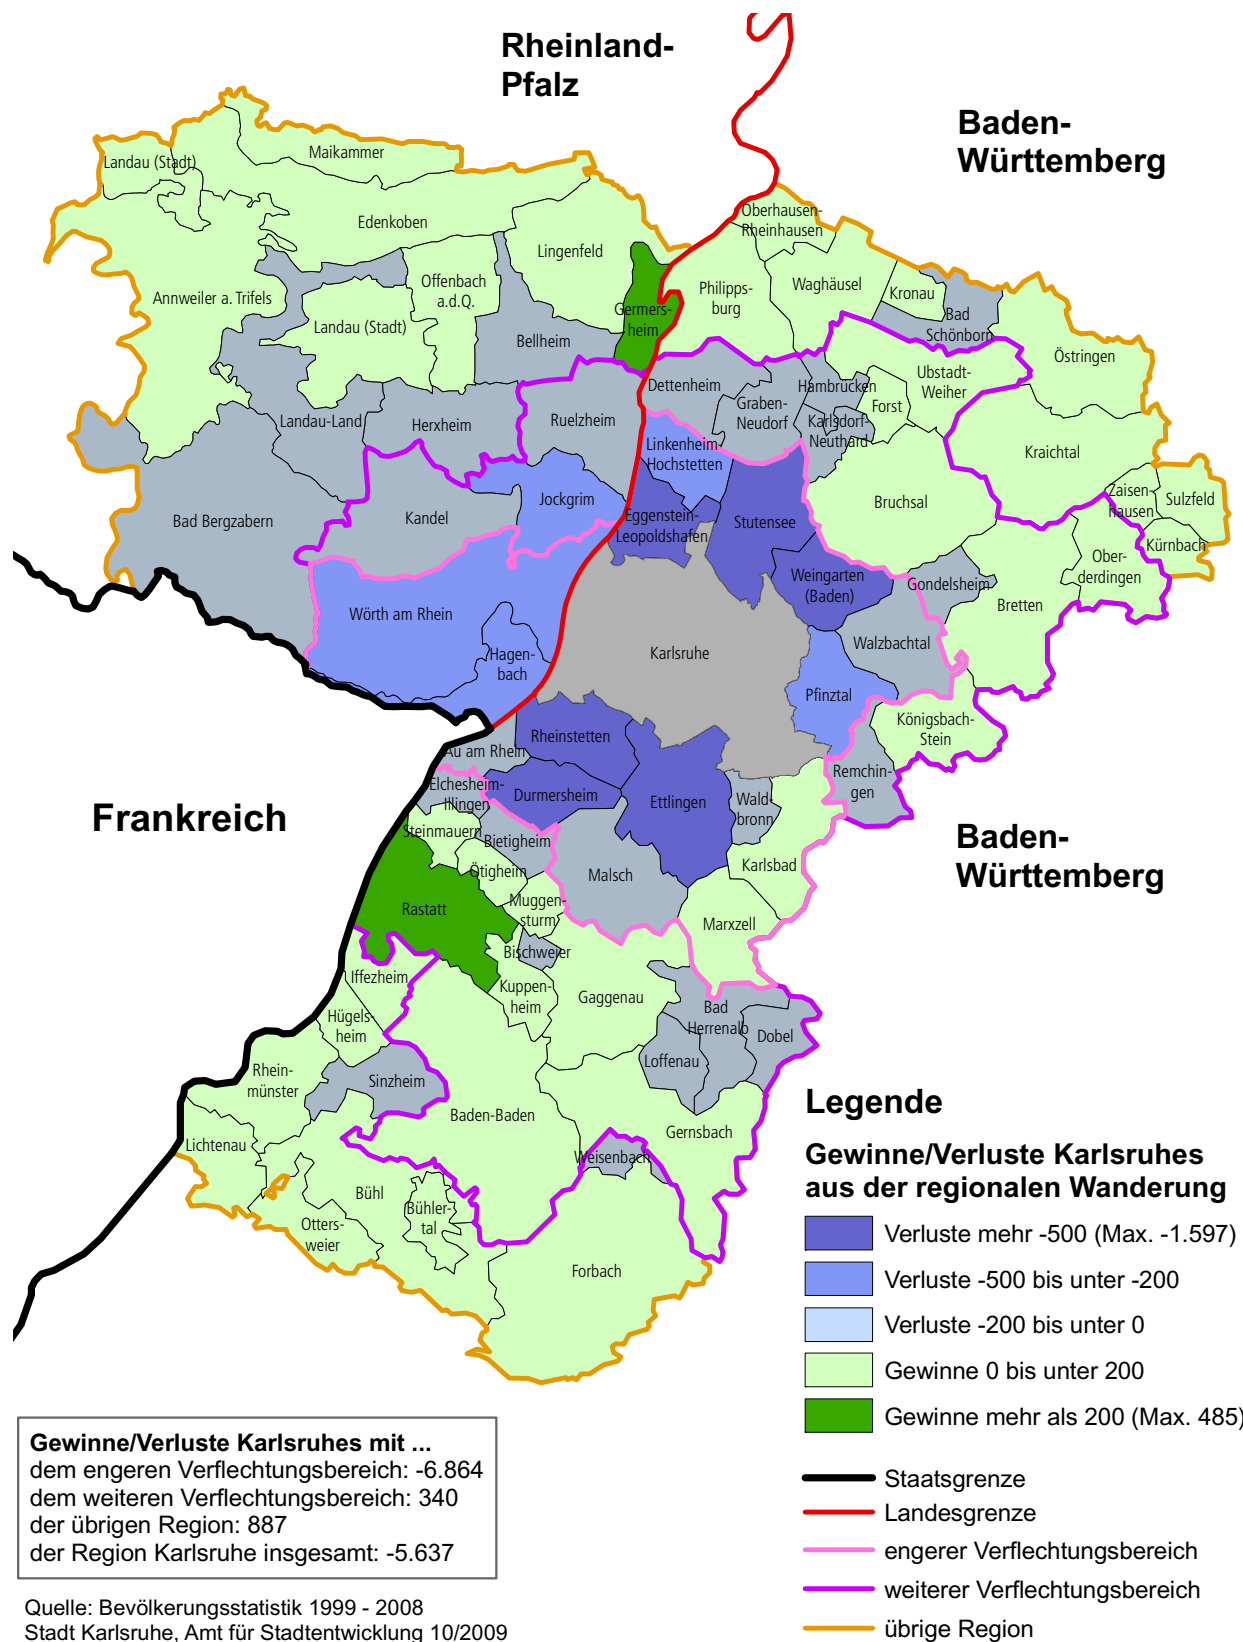 Rheinland-
Pfalz
Baden-
Württemberg
Landau (Stadt)
Maikammer
Edenkoben
Lingenfeld
Oberhausen-
Rheinhausen
Annweiler a. Trifels
Offenbach
a.d.Q.
Landau (Stadt)
Germers-
heim
Philipps-
burg
Waghäusel
Kronau
Bad
Schönborn
Östringen
Bellheim
Dettenheim
Hambrücken
Ubstadt-
Weiher
Graben-
Neudorf
Forst
Karlsdorf-
Neuthard
Landau-Land
Herxheim
Ruelzheim
Linkenheim-
Hochstetten
Kraichtal
Zaisen-
hausen
Sulzfeld
Bad Bergzabern
Kandel
Jockgrim
Eggenstein-
Leopoldshafen
Stutensee
Bruchsal
Kürnbach
Ober-
derdingen
Weingarten
(Baden)
Gondelsheim
Bretten
Wörth am Rhein
Hagen-
bach
Karlsruhe
Walzbachtal
Pfinztal
Königsbach-
Stein
Rheinstetten
Au am Rhein
Remchin-
gen
Elchesheim-
Illingen
Durmersheim
Ettlingen
Wald-
bronn
Frankreich
Baden-
Württemberg
Steinmauern
Bietigheim
Ötigheim
Malsch
Karlsbad
Rastatt
Muggen-
sturm
Marxzell
Bischweier
Iffezheim
Kuppen-
heim
Gaggenau
Hügels-
heim
Bad
Herrenalb
Dobel
Loffenau
Rhein-
münster
Sinzheim
Baden-Baden
Gernsbach
Lichtenau
Weisenbach
Bühl
Bühler-
tal
Otters-
weier
Forbach
Legende
Gewinne/Verluste Karlsruhes
aus der regionalen Wanderung
Verluste mehr -500 (Max. -1.597)
Verluste -500 bis unter -200
Verluste -200 bis unter 0
Gewinne 0 bis unter 200
Gewinne mehr als 200 (Max. 485)
Staatsgrenze
Landesgrenze
engerer Verflechtungsbereich
weiterer Verflechtungsbereich
übrige Region
Gewinne/Verluste Karlsruhes mit ...
dem engeren Verflechtungsbereich: -6.864
dem weiteren Verflechtungsbereich: 340
der übrigen Region: 887
der Region Karlsruhe insgesamt: -5.637
Quelle: Bevölkerungsstatistik 1999 - 2008
Stadt Karlsruhe, Amt für Stadtentwicklung 10/2009